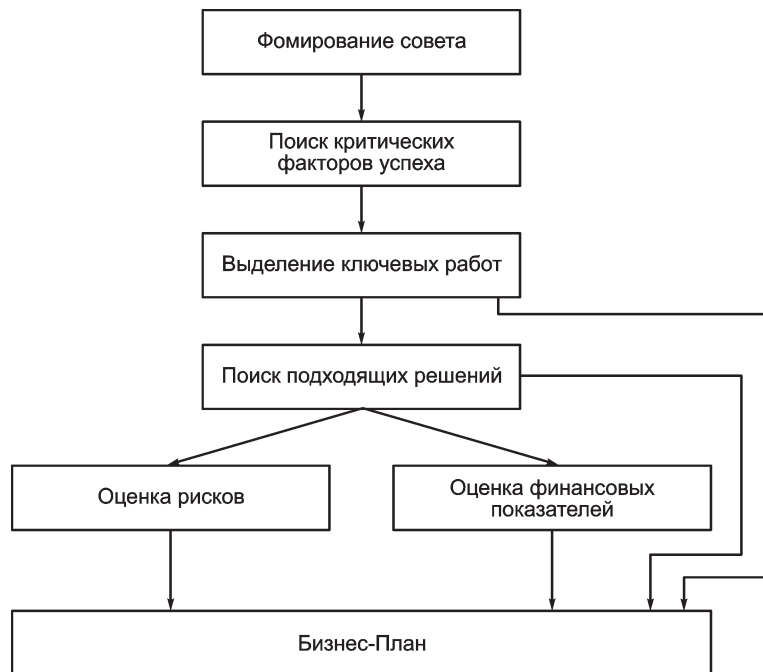 Фомирование совета
Поиск критических
факторов успеха
Выделение ключевых работ
Поиск подходящих решений
Оценка рисков
Оценка финансовых
показателей
Бизнес-План